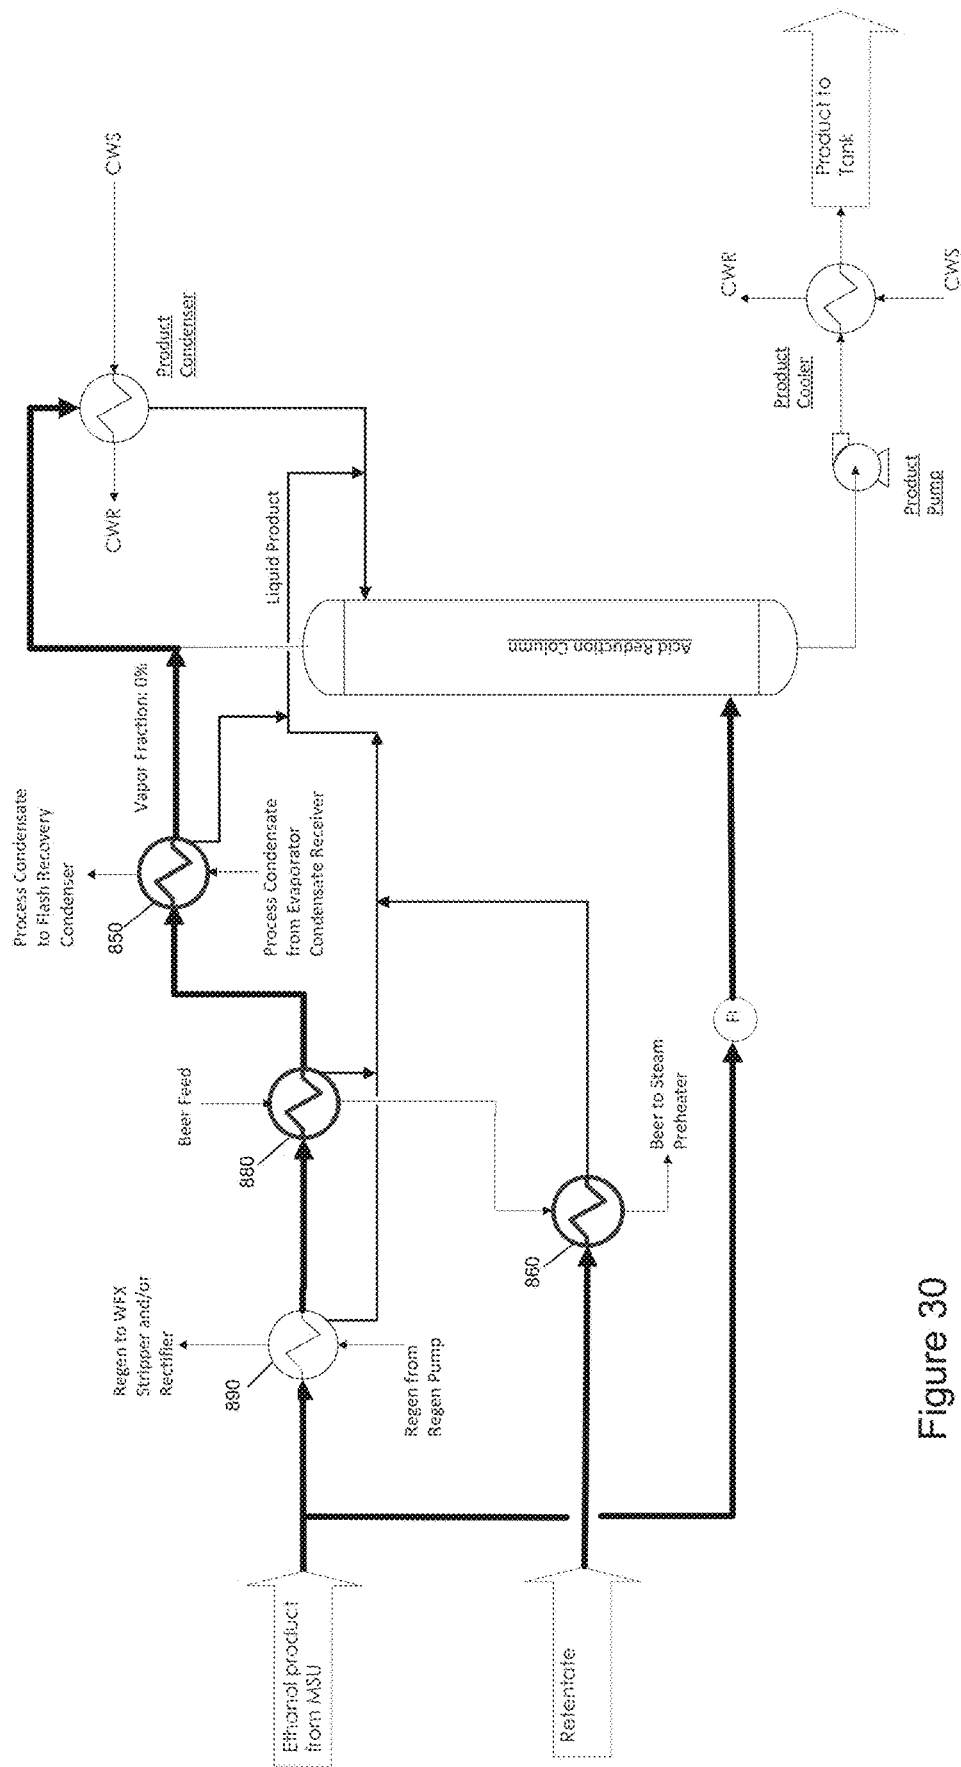 Ethanol product
from MSU
Retentate
Regen to WFX
Stripper and/or
Rectifier
890
Regen from
Regen Pump
Beer Feed
880
860
Beer to Steam
Preheater
FI
Process Condensate
to Flash Recovery
Condenser
850
Process Condensate
from Evaporator
Condensate Receiver
Vapor Fraction: 0%
Liquid Product
Acid Reduction Column
CWR
Product
Condenser
CWS
Product
Pump
Product
Cooler
CWR
CWS
Product to
Tank
Figure 30